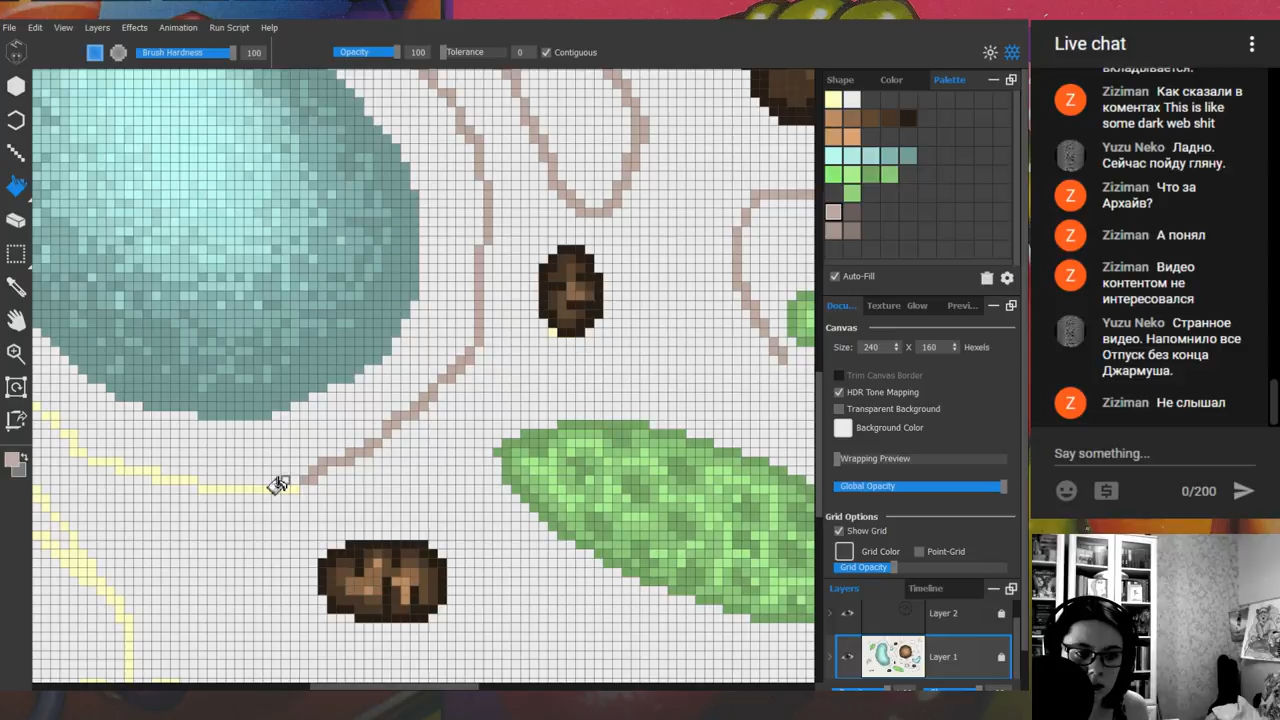 File Edit View Layers Effects Animation Run Script Help
Brush Hardness 100 Opacity 100 Tolerance 0 Contiguous
Shape Color Palette
Auto-Fill
Docu... Texture Glow Previ...
Canvas
Size: 240 X 160 Hexels
Trim Canvas Border
HDR Tone Mapping
Transparent Background
Background Color
Wrapping Preview
Global Opacity
Grid Options
Show Grid
Grid Color Point-Grid
Grid Opacity
Layers Timeline
Layer 2
Layer 1
Live chat
вкладывается.
Ziziman Как сказали в
коментах This is like
some dark web shit
Yuzu Neko Ладно.
Сейчас пойду гляну.
Ziziman Что за
Архайв?
Ziziman А понял
Ziziman Видео
контентом не
интересовался
Yuzu Neko Странное
видео. Напомнило все
Отпуск без конца
Джармуша.
Ziziman Не слышал
Say something...
0/200